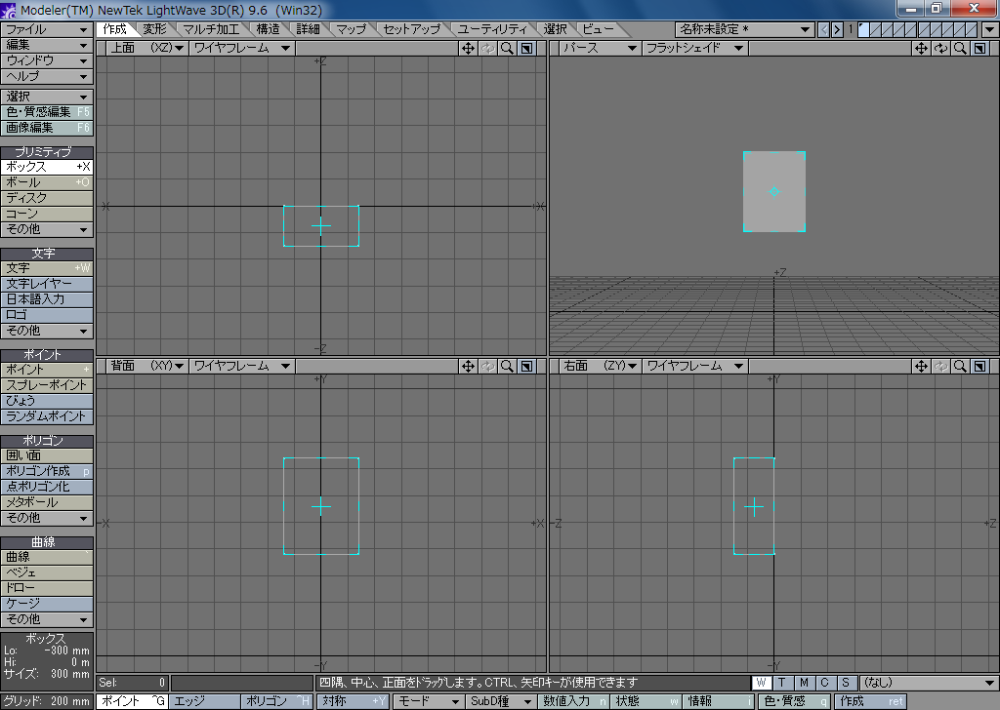 Modeler(TM) NewTek LightWave 3D(R) 9.6 (Win32)
ファイル 作成 変形 マルチ加工 構造 詳細 マップ セットアップ ユーティリティ 選択 ビュー 名称未設定 * < > 1
編集 上面 (XZ) ワイヤフレーム パース フラットシェイド
ウィンドウ
ヘルプ
選択
色・質感編集 F5
画像編集 F6
プリミティブ
ボックス +X
ボール +O
ディスク
コーン
その他
文字
文字 +W
文字レイヤー
日本語入力
ロゴ
その他
ポイント
ポイント +
スプレーポイント
びょう
ランダムポイント
ポリゴン
囲い面
ポリゴン作成 p
点ポリゴン化
メタボール
その他
曲線
曲線
ベジェ
ドロー
ケージ
その他
+Z
-X +X
-Z
+Z
背面 (XY) ワイヤフレーム 右面 (ZY) ワイヤフレーム
+Y
-X +X
-Y
+Y
-Z +Z
-Y
ボックス
Lo: -300 mm
Hi: 0 m
サイズ: 300 mm
グリッド: 200 mm
Sel: 0 四隅、中心、正面をドラッグします。CTRL、矢印キーが使用できます W T M C S (なし)
ポイント ^G エッジ ポリゴン ^H 対称 +Y モード SubD種 数値入力 n 状態 w 情報 i 色・質感 q 作成 ret